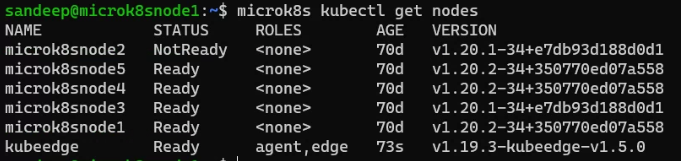 sandeep@microk8snode1:~$ microk8s kubectl get nodes
NAME STATUS ROLES AGE VERSION
microk8snode2 NotReady <none> 70d v1.20.1-34+e7db93d188d0d1
microk8snode5 Ready <none> 70d v1.20.2-34+350770ed07a558
microk8snode4 Ready <none> 70d v1.20.2-34+350770ed07a558
microk8snode3 Ready <none> 70d v1.20.1-34+e7db93d188d0d1
microk8snode1 Ready <none> 70d v1.20.2-34+350770ed07a558
kubeedge Ready agent,edge 73s v1.19.3-kubeedge-v1.5.0